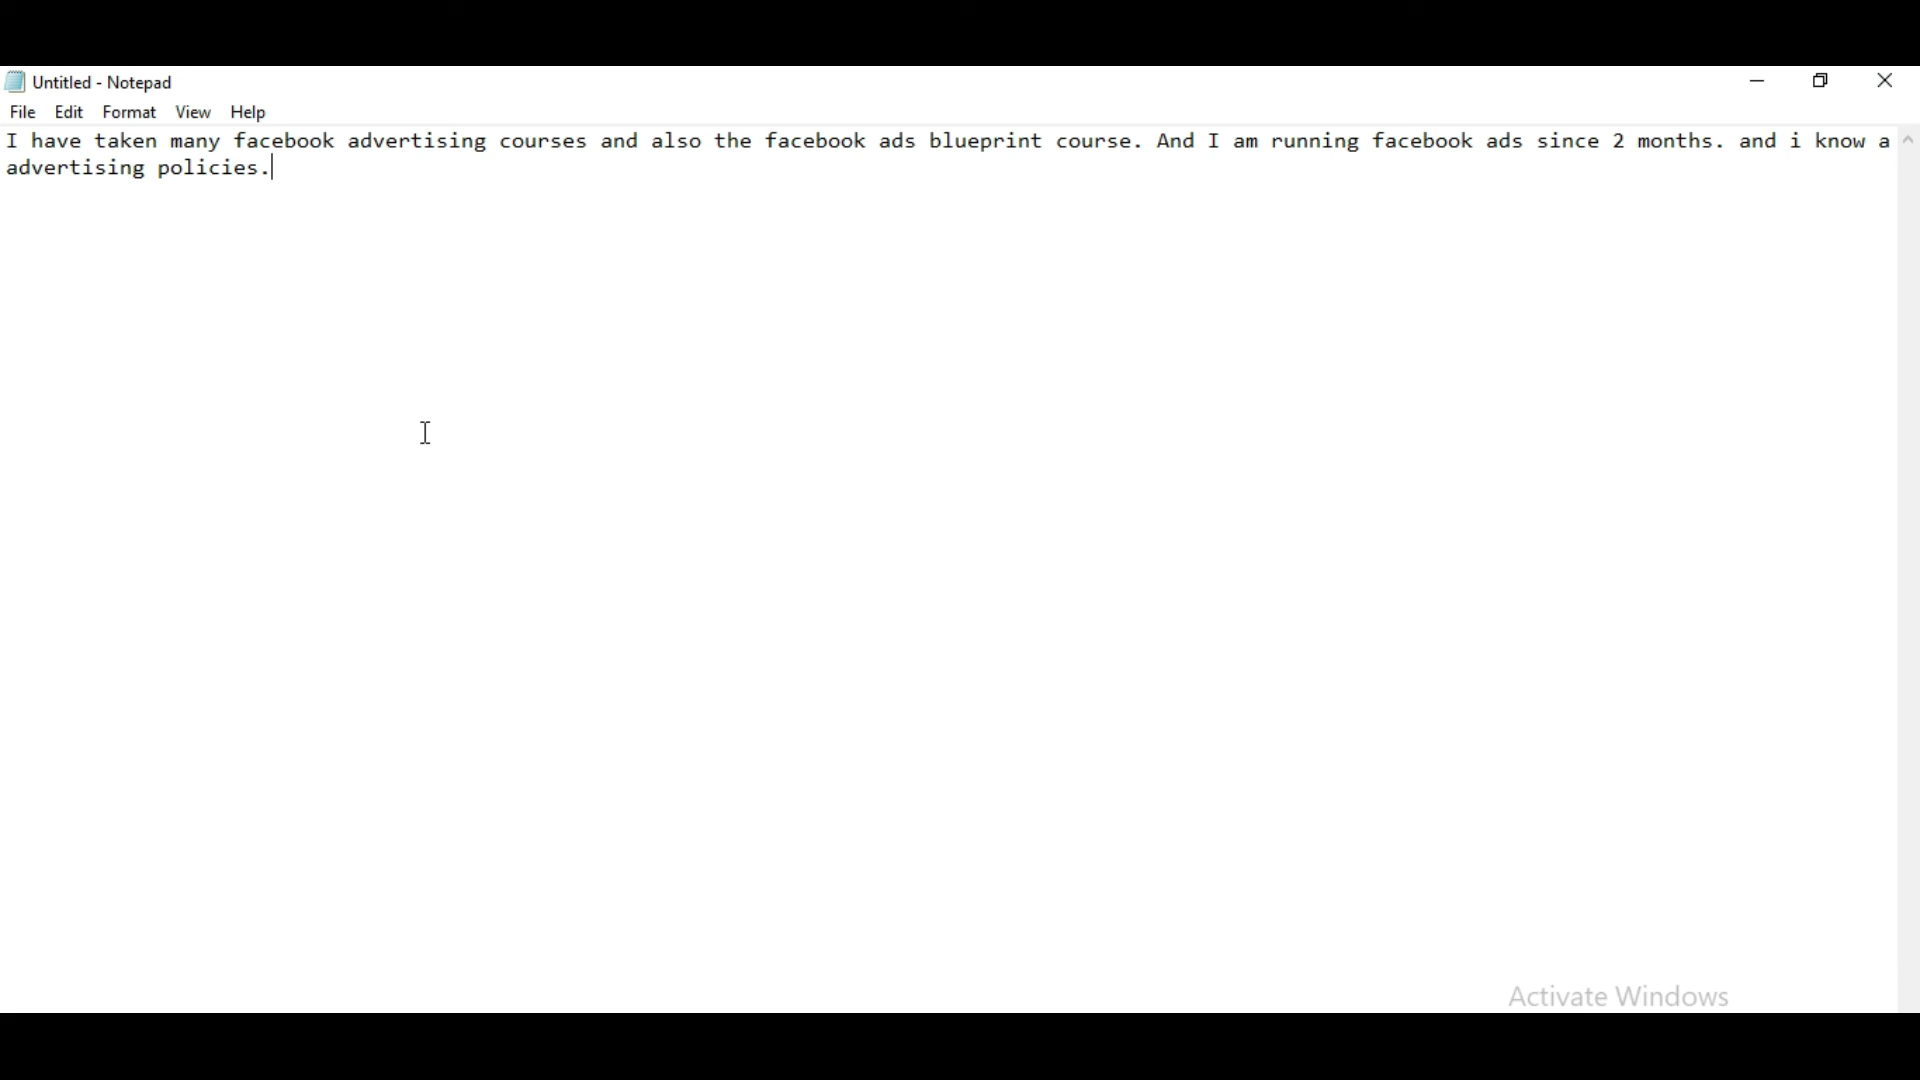 Untitled - Notepad
File Edit Format View Help
I have taken many facebook advertising courses and also the facebook ads blueprint course. And I am running facebook ads since 2 months. and i know a
advertising policies.
Activate Windows